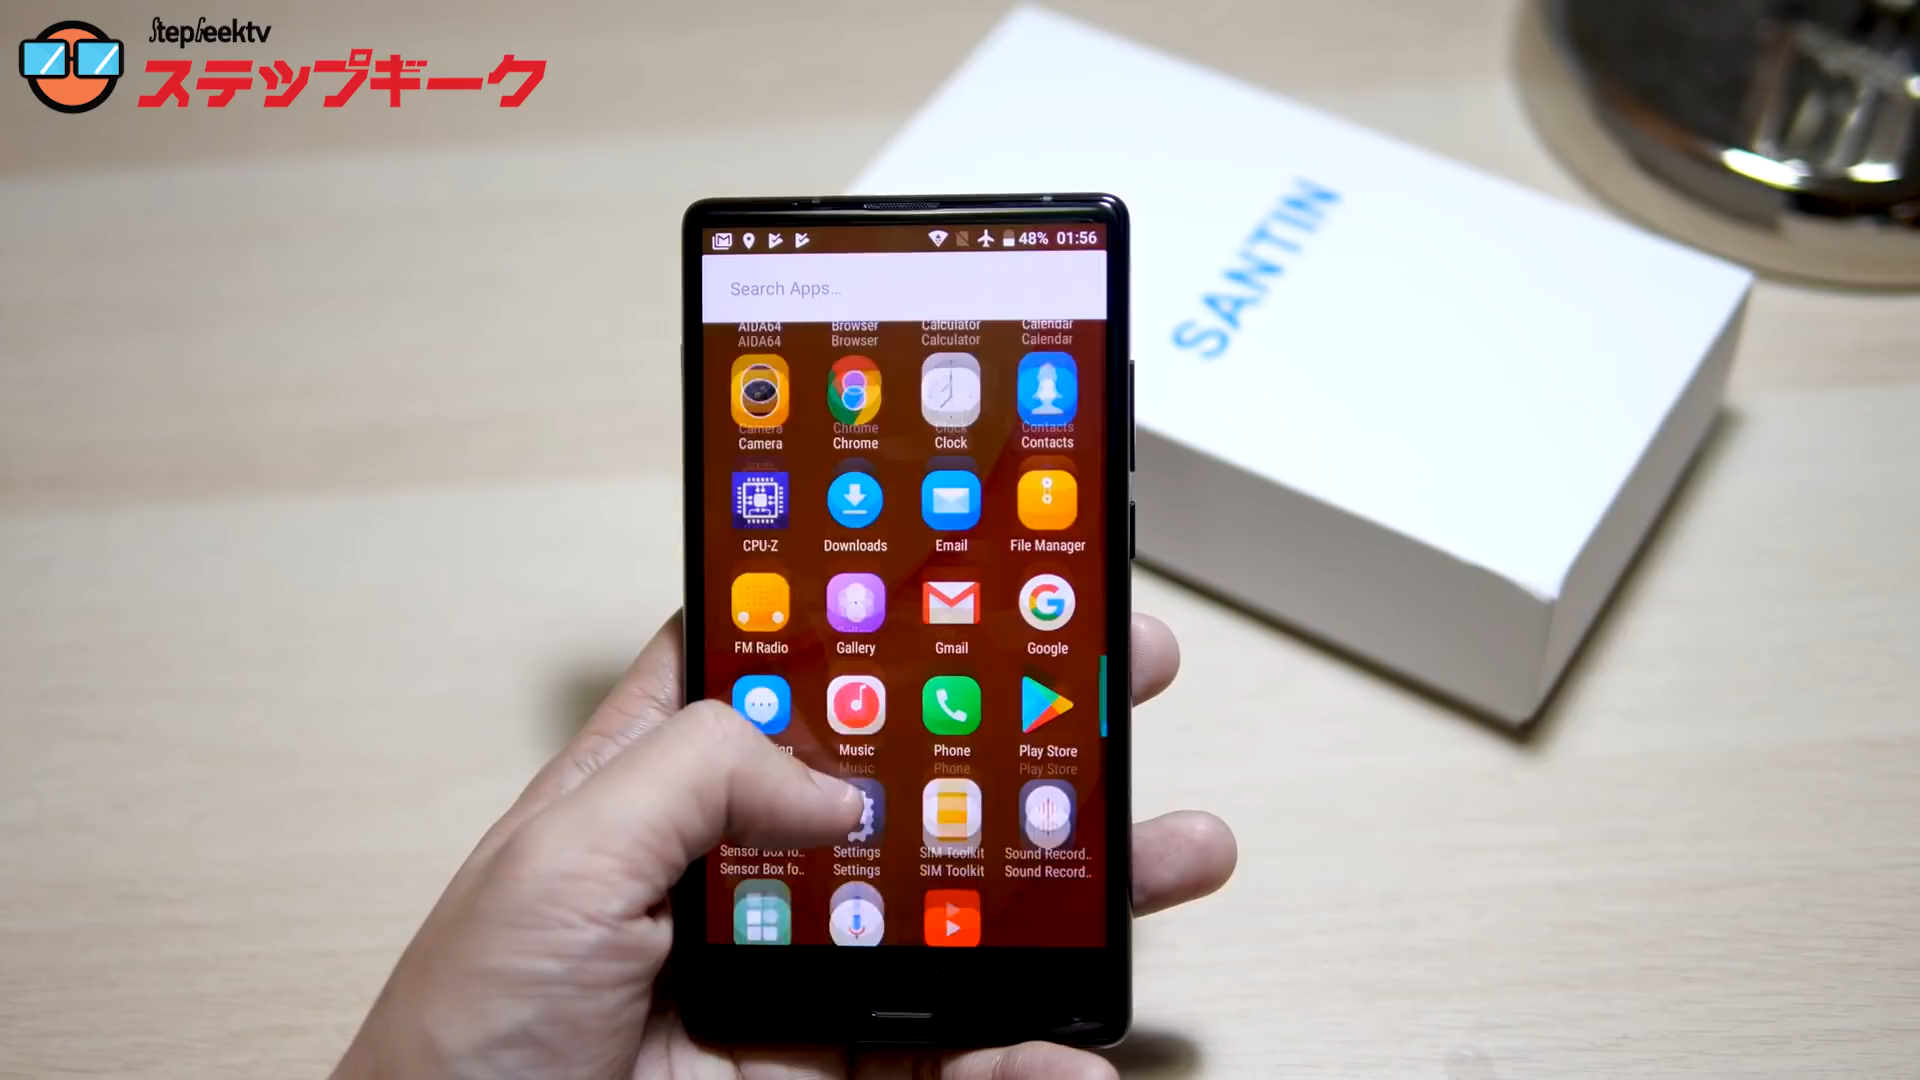 StepGeektv
ステップギーク
SANTIN
48% 01:56
Search Apps...
AIDA64 Browser Calculator Calendar
AIDA64 Browser Calculator Calendar
Camera Chrome Clock Contacts
Camera Chrome Clock Contacts
CPU-Z Downloads Email File Manager
FM Radio Gallery Gmail Google
Music Phone Play Store
Music Phone Play Store
Sensor Box fo.. Settings SIM Toolkit Sound Record..
Sensor Box fo.. Settings SIM Toolkit Sound Record..